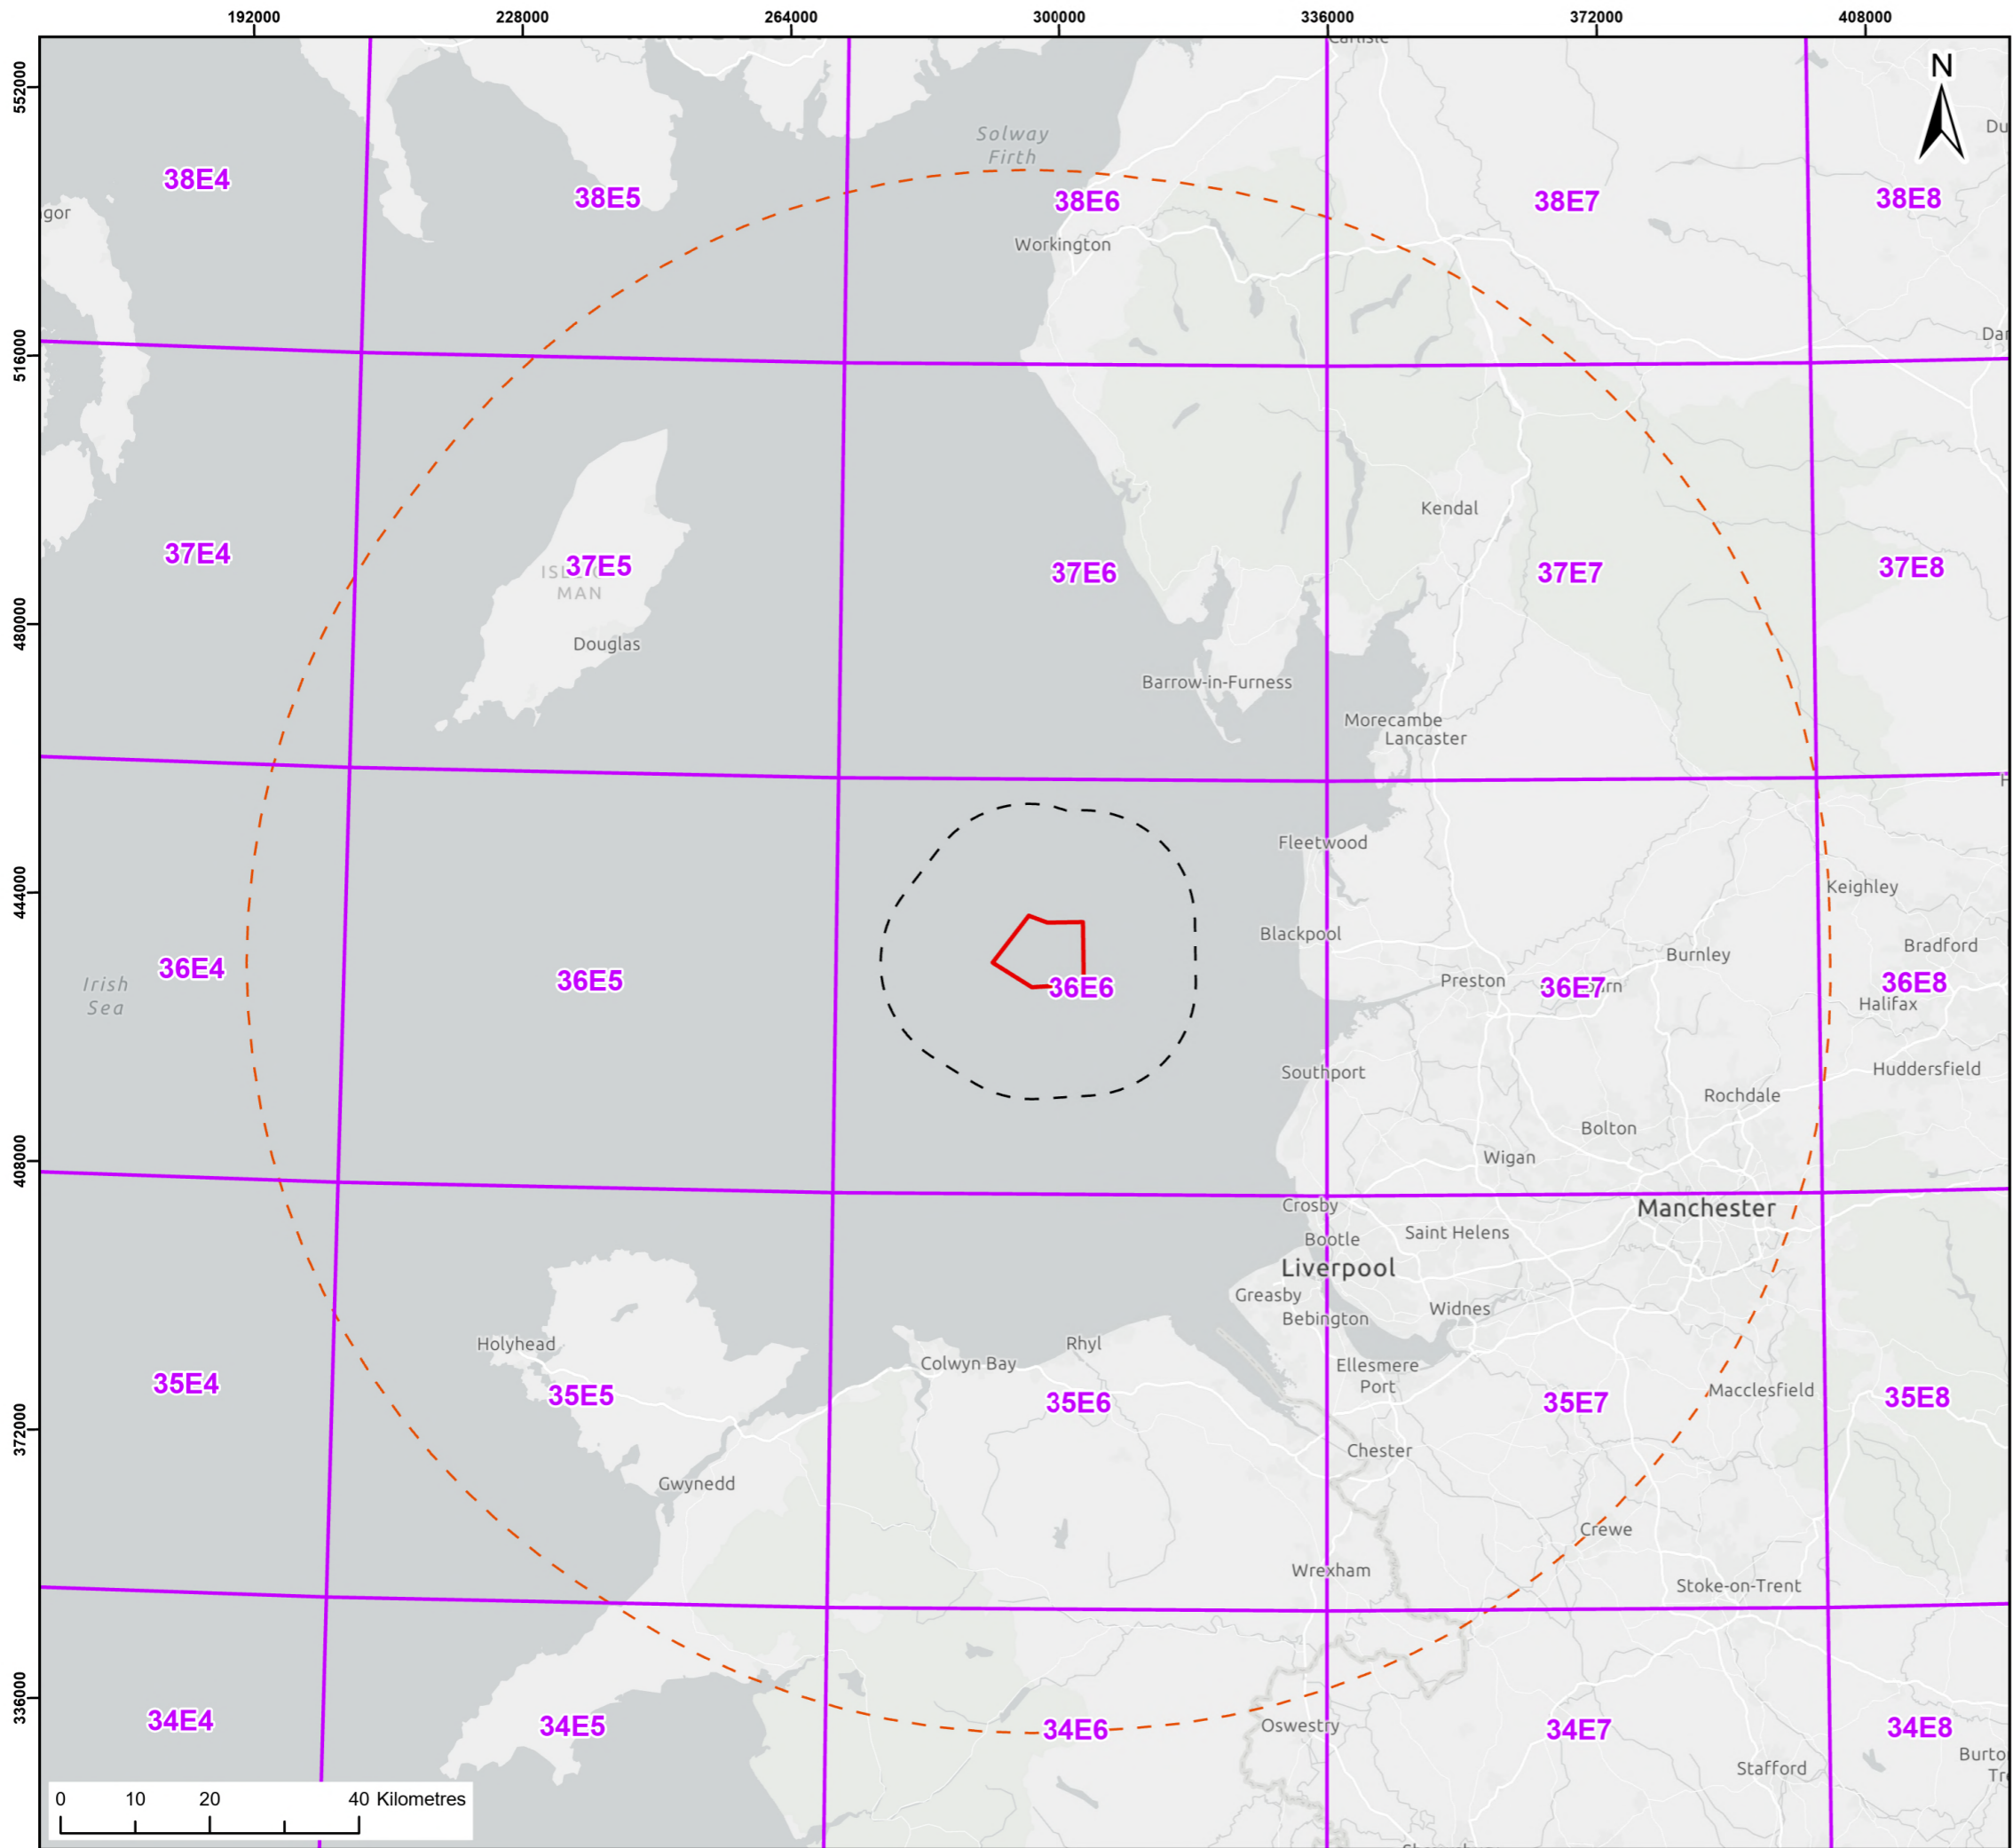 192000 228000 264000 300000 336000 372000 408000
Carlisle
N
552000
Solway
Firth
38E4
38E5
38E6
38E7
38E8
Workington
516000
37E4
37E5
37E6
37E7
37E8
Kendal
MAN
Douglas
480000
Barrow-in-Furness
Morecambe
Lancaster
Fleetwood
444000
Keighley
Blackpool
Bradford
Burnley
36E4
36E5
36E6
Preston
36E7
36E8
Irish
Sea
Halifax
Southport
Huddersfield
Rochdale
Bolton
408000
Wigan
Crosby
Manchester
Bootle
Saint Helens
Liverpool
Greasby
Widnes
Bebington
Holyhead
Rhyl
Colwyn Bay
Ellesmere
Port
35E4
35E5
35E6
35E7
Macclesfield
35E8
372000
Chester
Gwynedd
Crewe
Wrexham
Stoke-on-Trent
336000
34E4
34E5
34E6
Oswestry
34E7
34E8
Stafford
0 10 20 40 Kilometres